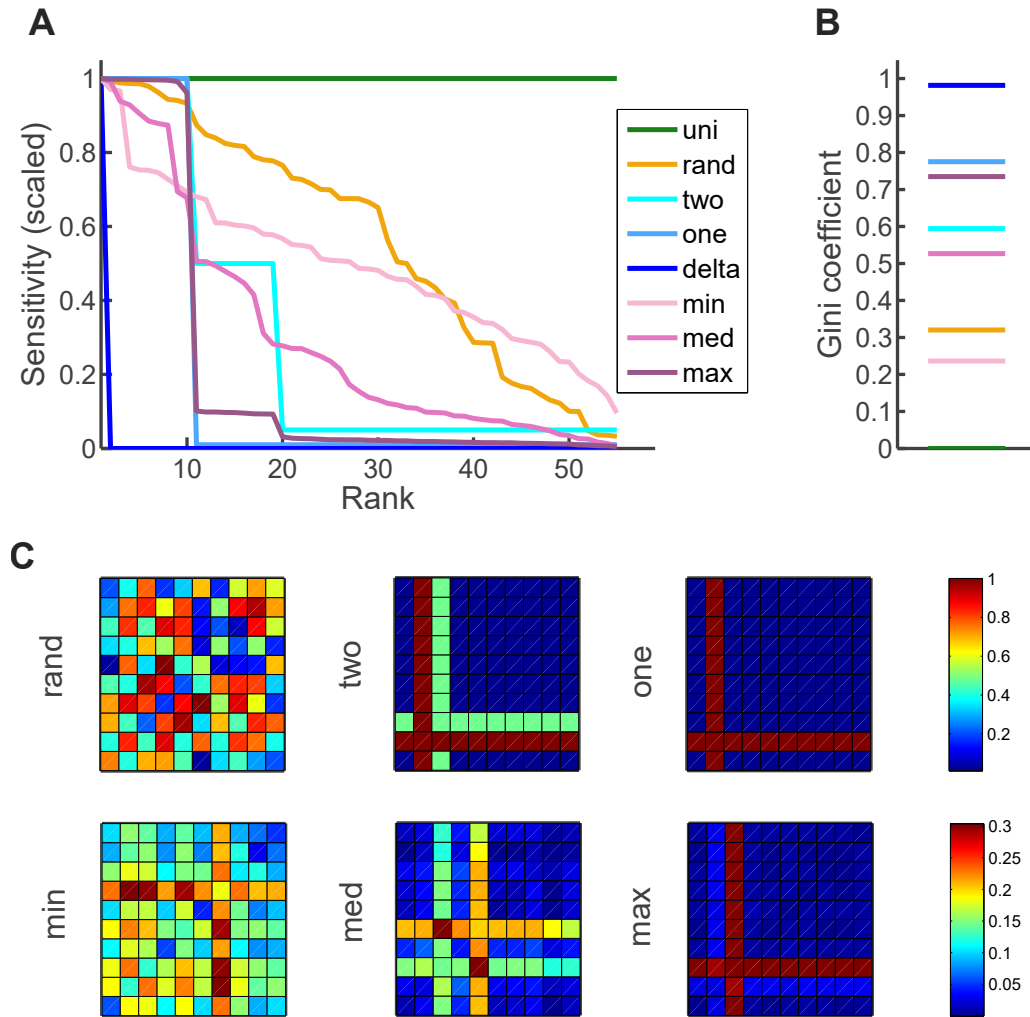 A
B
Sensitivity (scaled)
1
0.8
0.6
0.4
0.2
0
10
20
30
40
50
Rank
uni
rand
two
one
delta
min
med
max
Gini coefficient
1
0.9
0.8
0.7
0.6
0.5
0.4
0.3
0.2
0.1
0
C
rand
two
one
1
0.8
0.6
0.4
0.2
min
med
max
0.3
0.25
0.2
0.15
0.1
0.05